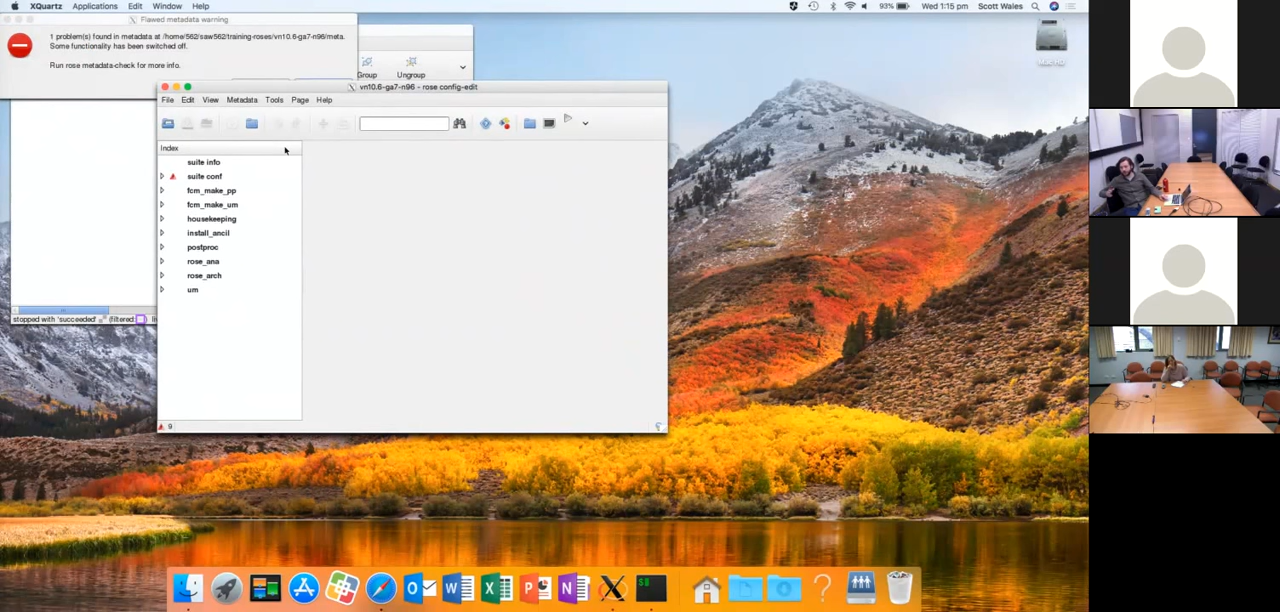 XQuartz Applications Edit Window Help
93% Wed 1:15 pm Scott Wales
Flawed metadata warning
1 problem(s) found in metadata at /home/562/saw562/training-roses/vn10.6-ga7-n96/meta.
Some functionality has been switched off.
Run rose metadata-check for more info.
Group Ungroup
vn10.6-ga7-n96 - rose config-edit
File Edit View Metadata Tools Page Help
Index
suite info
suite conf
fcm_make_pp
fcm_make_um
housekeeping
install_ancil
postproc
rose_ana
rose_arch
um
stopped with 'succeeded' (filtered:
9